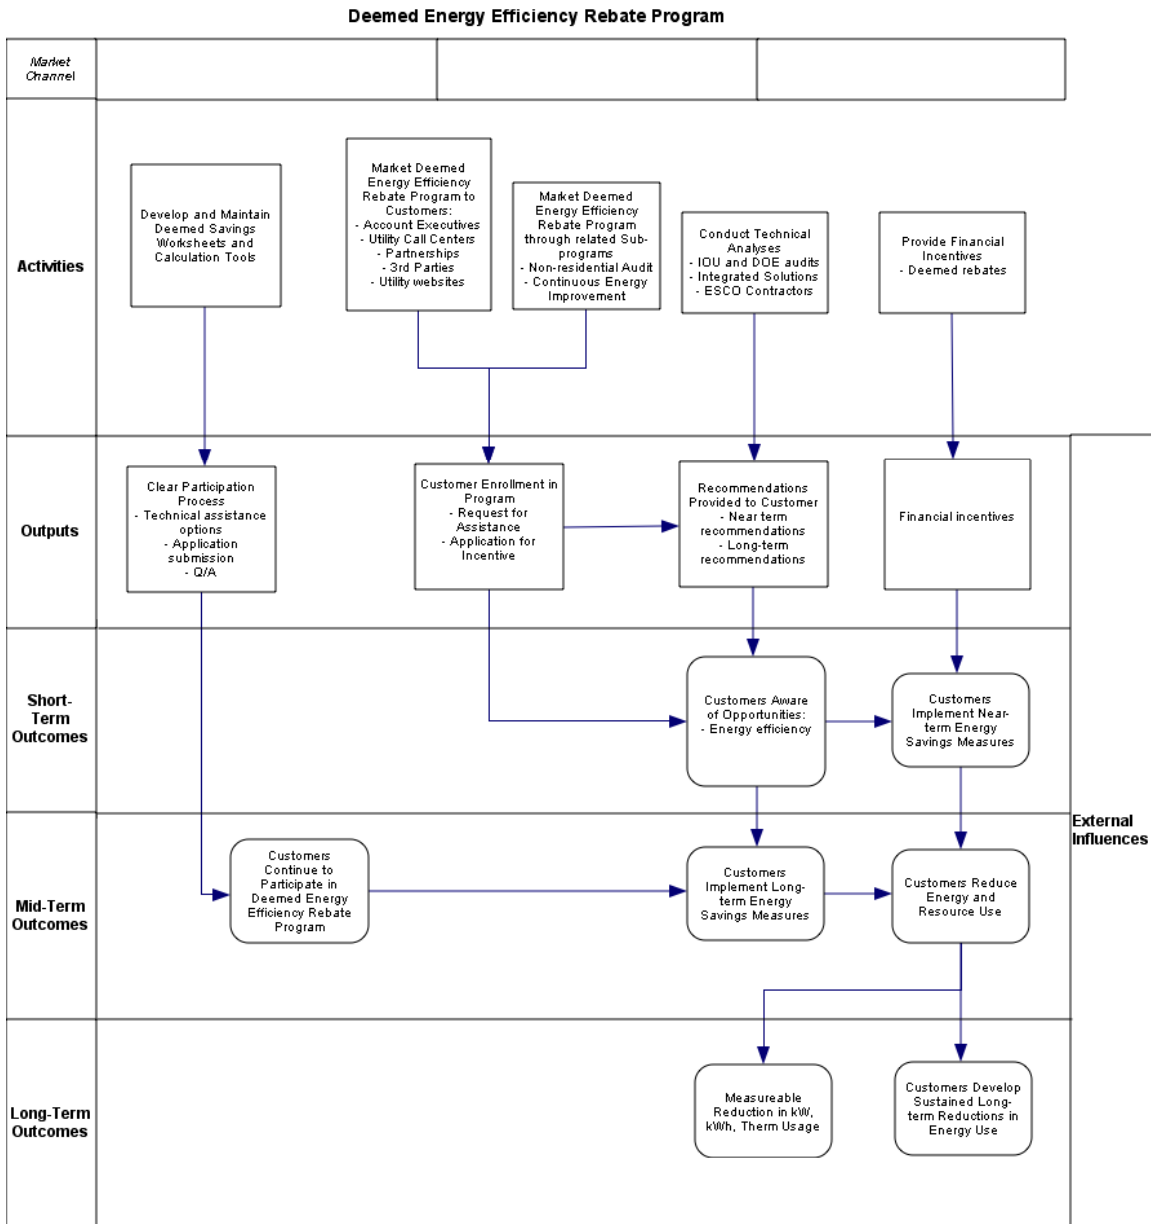 Deemed Energy Efficiency Rebate Program
Market
Channel
Activities
Develop and Maintain
Deemed Savings
Worksheets and
Calculation Tools
Market Deemed
Energy Efficiency
Rebate Program to
Customers:
- Account Executives
- Utility Call Centers
- Partnerships
- 3rd Parties
- Utility websites
Market Deemed
Energy Efficiency
Rebate Program
through related Sub-
programs
- Non-residential Audit
- Continuous Energy
Improvement
Conduct Technical
Analyses
- IOU and DOE audits
- Integrated Solutions
- ESCO Contractors
Provide Financial
Incentives
- Deemed rebates
Outputs
Clear Participation
Process
- Technical assistance
options
- Application
submission
- Q/A
Customer Enrollment in
Program
- Request for
Assistance
- Application for
Incentive
Recommendations
Provided to Customer
- Near term
recommendations
- Long-term
recommendations
Financial incentives
Short-
Term
Outcomes
Customers Aware
of Opportunities:
- Energy efficiency
Customers
Implement Near-
term Energy
Savings Measures
External
Influences
Mid-Term
Outcomes
Customers
Continue to
Participate in
Deemed Energy
Efficiency Rebate
Program
Customers
Implement Long-
term Energy
Savings Measures
Customers Reduce
Energy and
Resource Use
Long-Term
Outcomes
Measureable
Reduction in kW,
kWh, Therm Usage
Customers Develop
Sustained Long-
term Reductions in
Energy Use